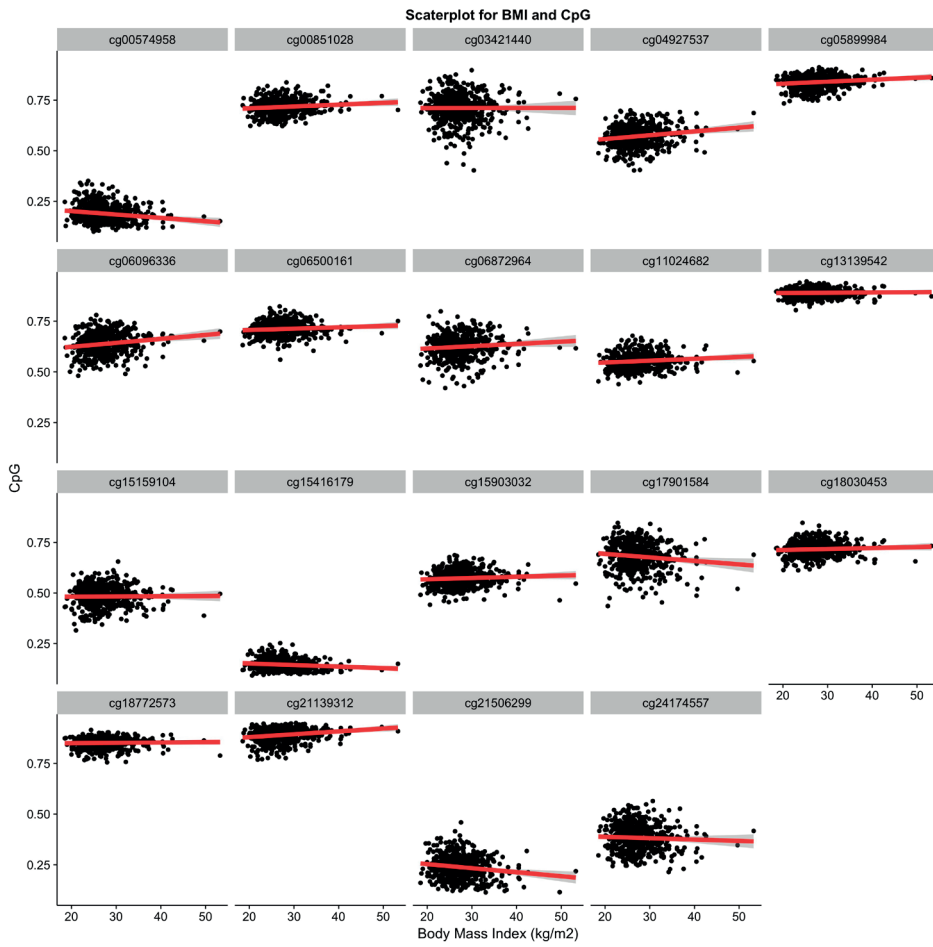 Scaterplot for BMI and CpG
cg00574958 cg00851028 cg03421440 cg04927537 cg05899984
0.75
0.50
0.25
cg06096336 cg06500161 cg06872964 cg11024682 cg13139542
0.75
0.50
0.25
CpG
cg15159104 cg15416179 cg15903032 cg17901584 cg18030453
0.75
0.50
0.25
20 30 40 50
cg18772573 cg21139312 cg21506299 cg24174557
0.75
0.50
0.25
20 30 40 50 20 30 40 50 20 30 40 50 20 30 40 50
Body Mass Index (kg/m2)